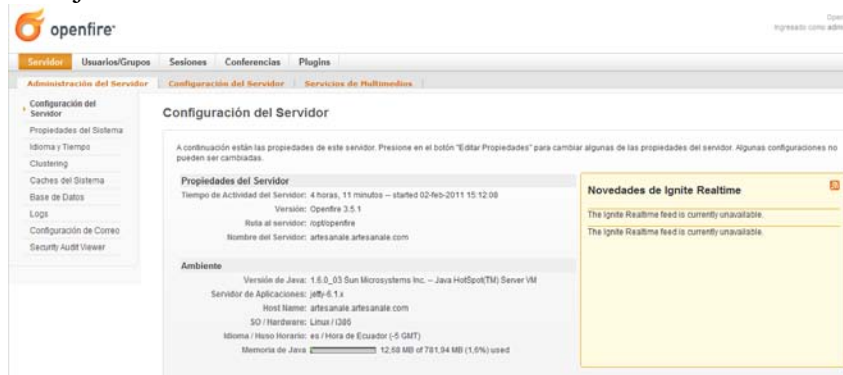 openfire
Ingresado como
Servidor Usuarios/Grupos Sesiones Conferencias Plugins
Administración del Servidor Configuración del Servidor Servicios de Multimedios
Configuración del
Servidor
Propiedades del Sistema
Idioma y Tiempo
Clustering
Caches del Sistema
Base de Datos
Logs
Configuración de Correo
Security Audit Viewer
Configuración del Servidor
A continuación están las propiedades de este servidor. Presione en el botón "Editar Propiedades" para cambiar algunas de las propiedades del servidor. Algunas configuraciones no
pueden ser cambiadas.
Propiedades del Servidor
Tiempo de Actividad del Servidor: 4 horas, 11 minutos -- started 02-feb-2011 15:12:08
Versión: Openfire 3.5.1
Ruta al servidor: /opt/openfire
Nombre del Servidor: artesanale.artesanale.com
Ambiente
Versión de Java: 1.6.0_03 Sun Microsystems Inc. -- Java HotSpot(TM) Server VM
Servidor de Aplicaciones: jetty-6.1.x
Host Name: artesanale.artesanale.com
SO / Hardware: Linux / i386
Idioma / Huso Horario: es / Hora de Ecuador (-5 GMT)
Memoria de Java 12,68 MB of 781,94 MB (1,6%) used
Novedades de Ignite Realtime
The Ignite Realtime feed is currently unavailable.
The Ignite Realtime feed is currently unavailable.